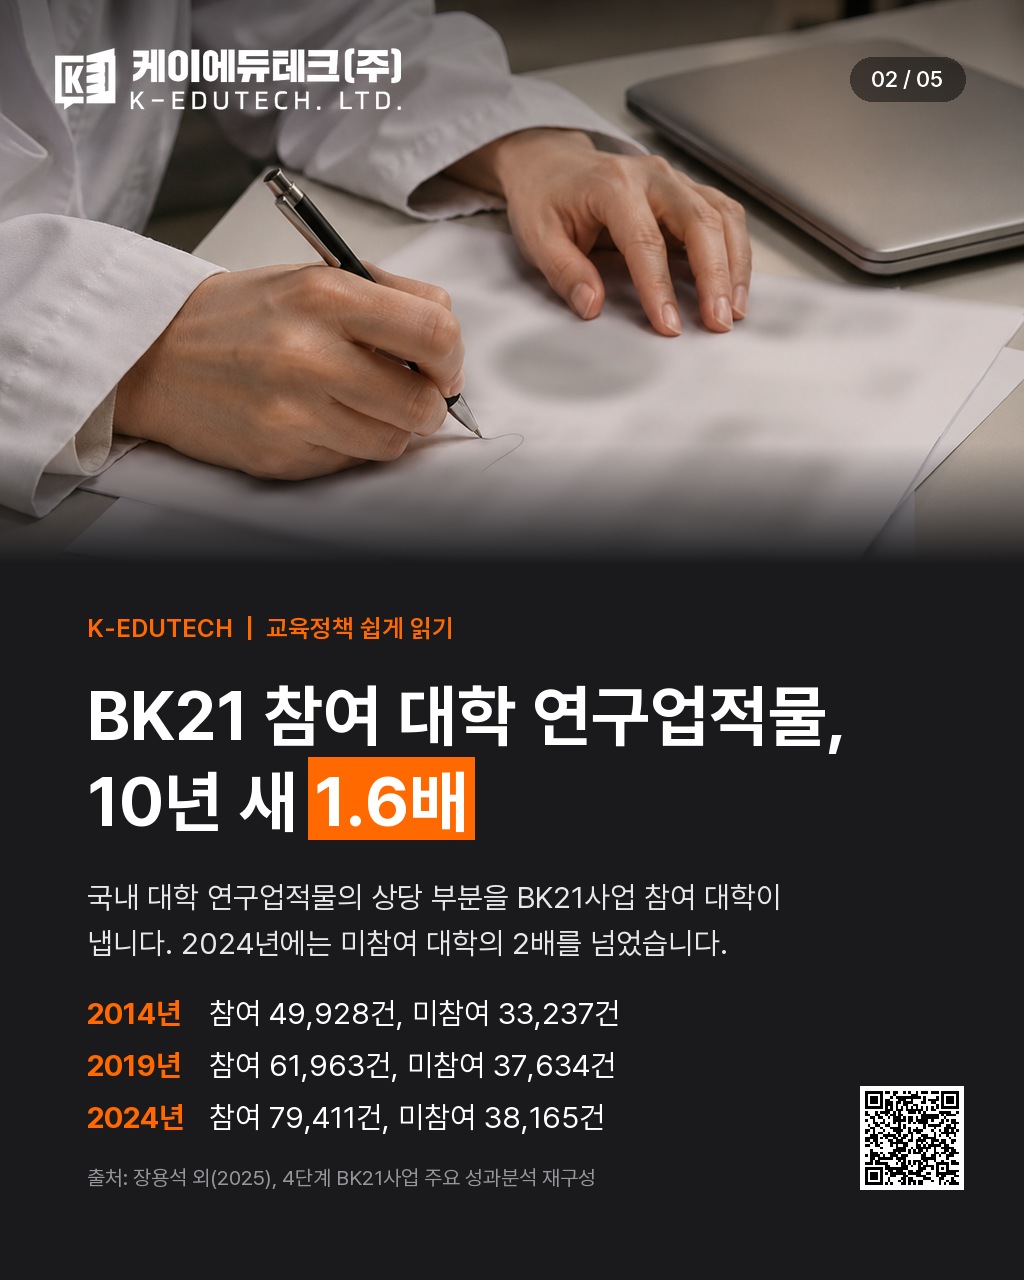 케이에듀테크(주)
K-EDUTECH. LTD.
02 / 05
K-EDUTECH | 교육정책 쉽게 읽기
BK21 참여 대학 연구업적물,
10년 새 1.6배
국내 대학 연구업적물의 상당 부분을 BK21사업 참여 대학이
냅니다. 2024년에는 미참여 대학의 2배를 넘었습니다.
2014년 참여 49,928건, 미참여 33,237건
2019년 참여 61,963건, 미참여 37,634건
2024년 참여 79,411건, 미참여 38,165건
출처: 장용석 외(2025), 4단계 BK21사업 주요 성과분석 재구성